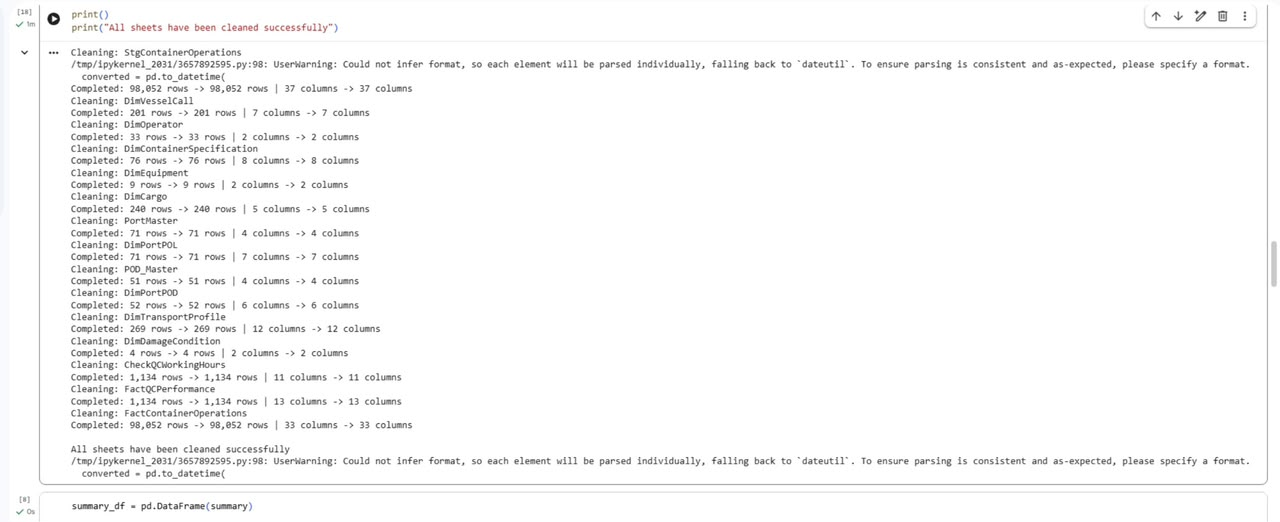 [18]
1m
print()
print("All sheets have been cleaned successfully")
Cleaning: StgContainerOperations
/tmp/ipykernel_2031/3657892595.py:98: UserWarning: Could not infer format, so each element will be parsed individually, falling back to `dateutil`. To ensure parsing is consistent and as-expected, please specify a format.
converted = pd.to_datetime(
Completed: 98,052 rows -> 98,052 rows | 37 columns -> 37 columns
Cleaning: DimVesselCall
Completed: 201 rows -> 201 rows | 7 columns -> 7 columns
Cleaning: DimOperator
Completed: 33 rows -> 33 rows | 2 columns -> 2 columns
Cleaning: DimContainerSpecification
Completed: 76 rows -> 76 rows | 8 columns -> 8 columns
Cleaning: DimEquipment
Completed: 9 rows -> 9 rows | 2 columns -> 2 columns
Cleaning: DimCargo
Completed: 240 rows -> 240 rows | 5 columns -> 5 columns
Cleaning: PortMaster
Completed: 71 rows -> 71 rows | 4 columns -> 4 columns
Cleaning: DimPortPOL
Completed: 71 rows -> 71 rows | 7 columns -> 7 columns
Cleaning: POD_Master
Completed: 51 rows -> 51 rows | 4 columns -> 4 columns
Cleaning: DimPortPOD
Completed: 52 rows -> 52 rows | 6 columns -> 6 columns
Cleaning: DimTransportProfile
Completed: 269 rows -> 269 rows | 12 columns -> 12 columns
Cleaning: DimDamageCondition
Completed: 4 rows -> 4 rows | 2 columns -> 2 columns
Cleaning: CheckQCWorkingHours
Completed: 1,134 rows -> 1,134 rows | 11 columns -> 11 columns
Cleaning: FactQCPerformance
Completed: 1,134 rows -> 1,134 rows | 13 columns -> 13 columns
Cleaning: FactContainerOperations
Completed: 98,052 rows -> 98,052 rows | 33 columns -> 33 columns
All sheets have been cleaned successfully
/tmp/ipykernel_2031/3657892595.py:98: UserWarning: Could not infer format, so each element will be parsed individually, falling back to `dateutil`. To ensure parsing is consistent and as-expected, please specify a format.
converted = pd.to_datetime(
[8]
0s
summary_df = pd.DataFrame(summary)